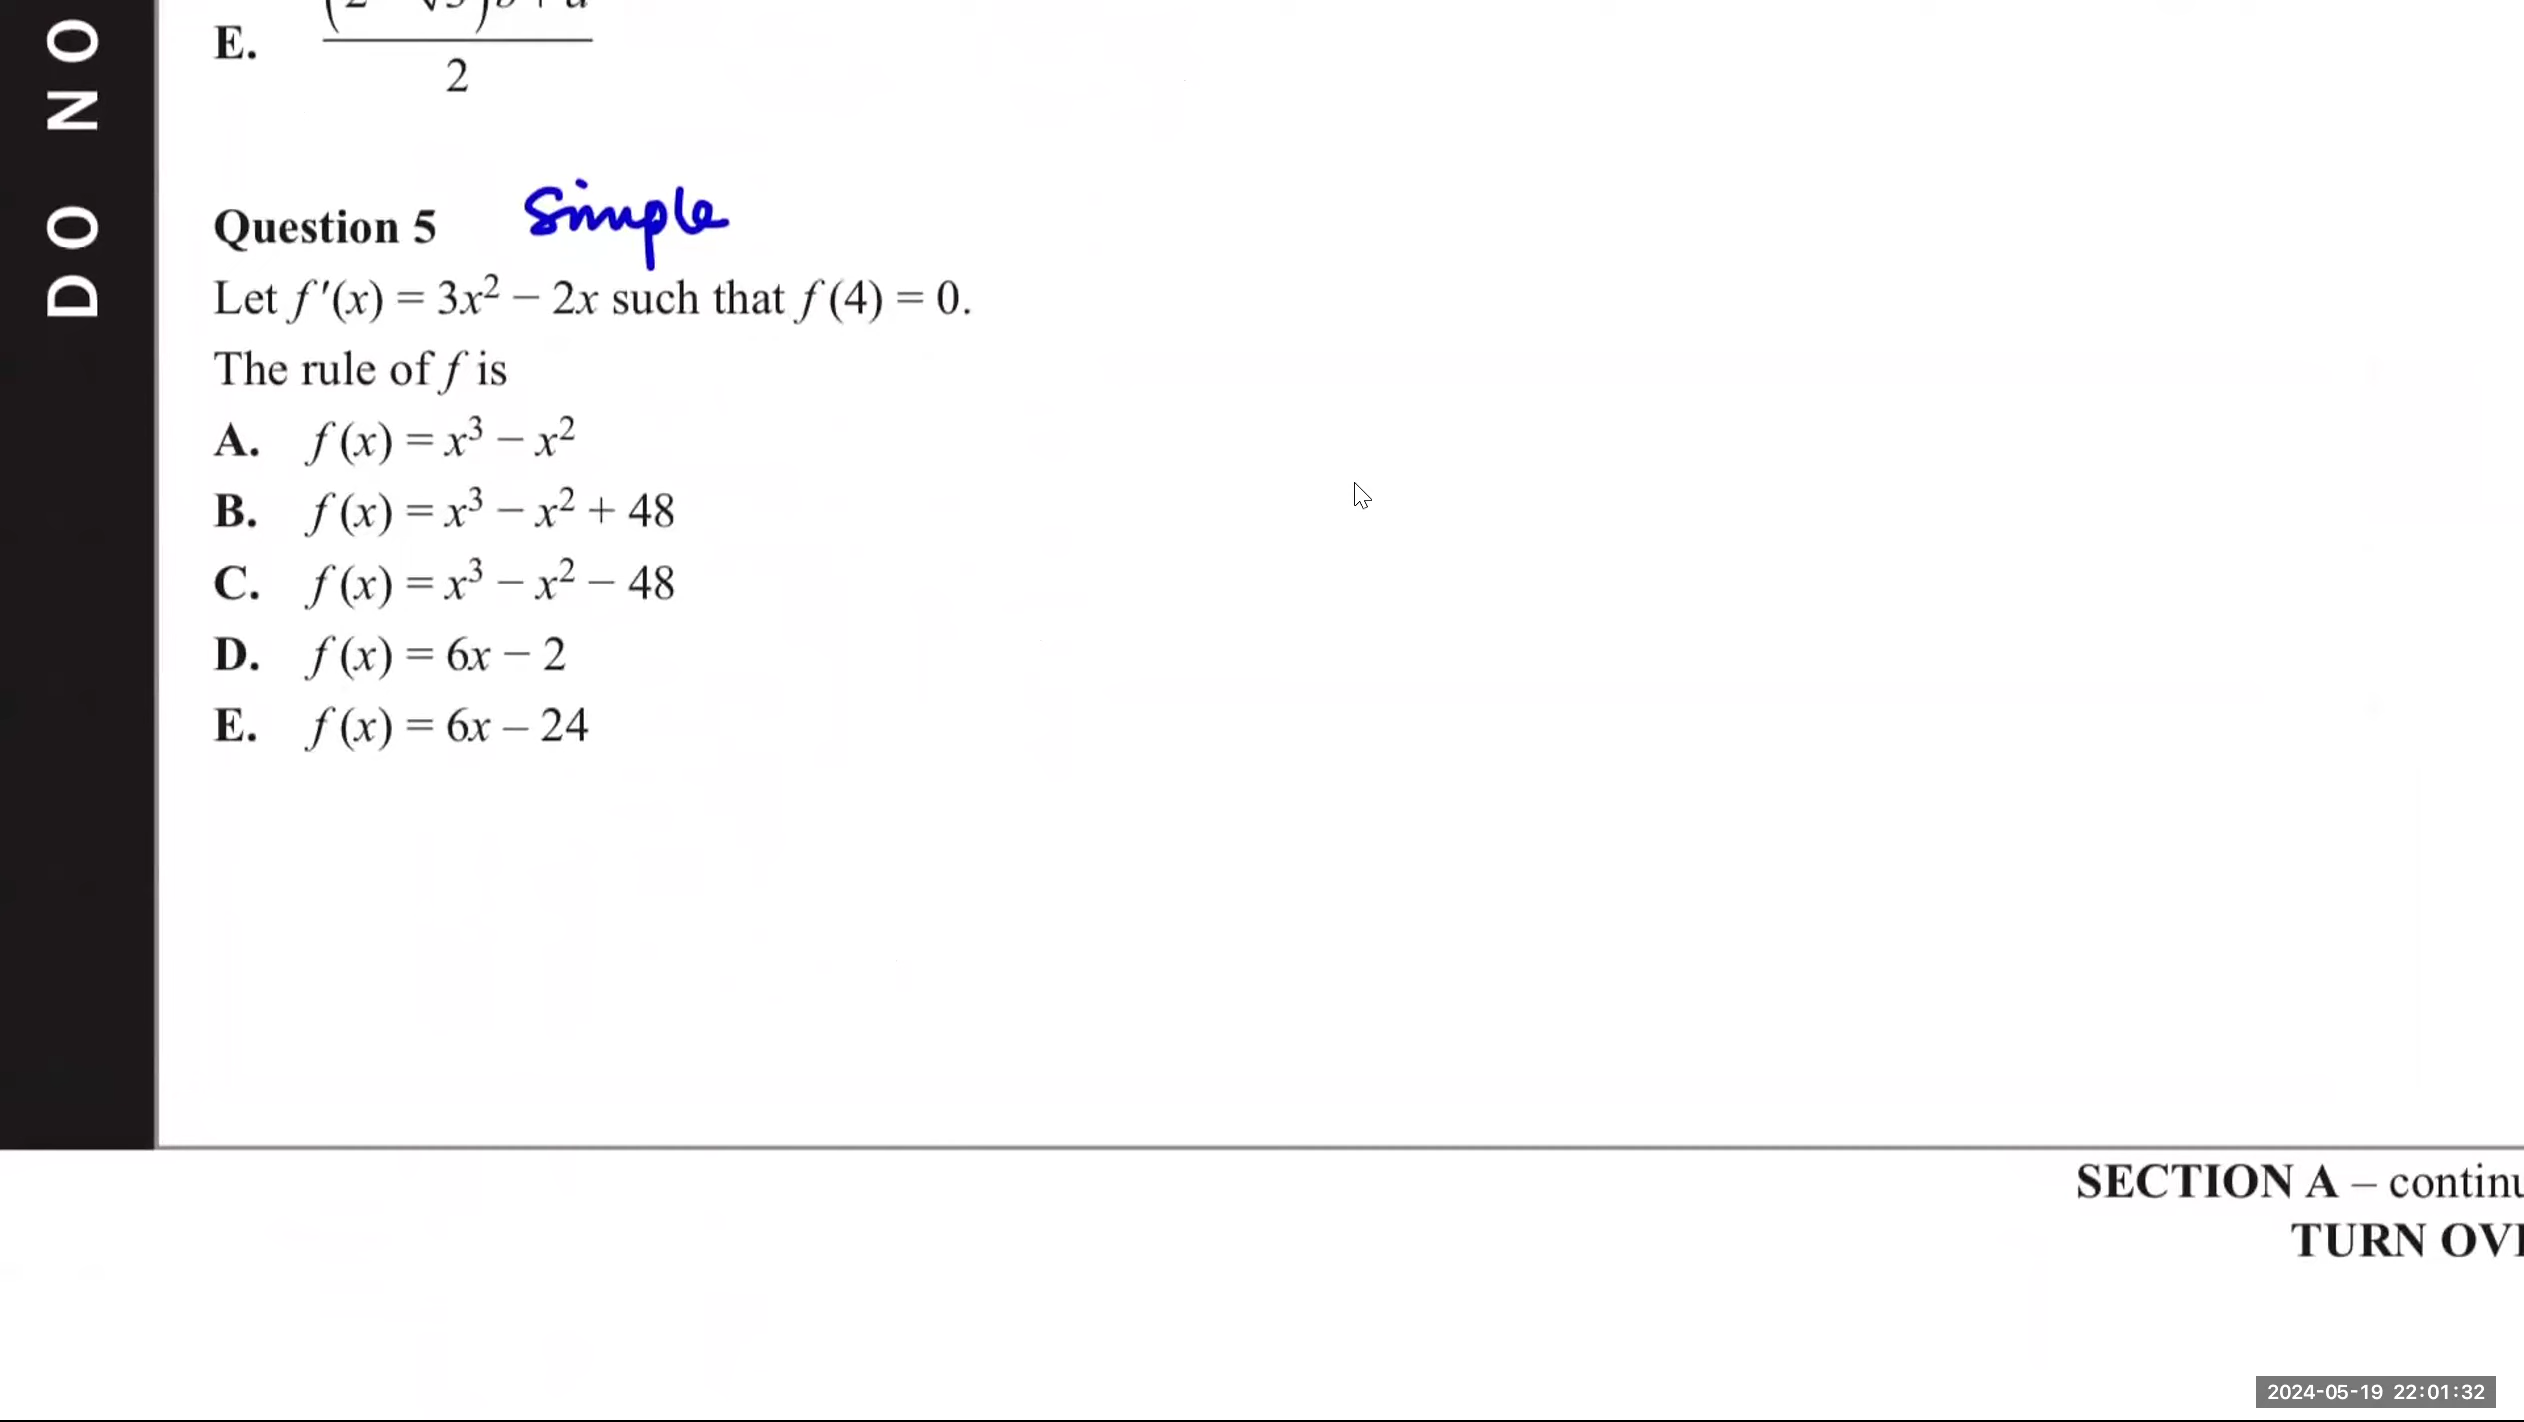 DO NO
E.
2
Question 5 Simple
Let f′(x) = 3x² – 2x such that f(4) = 0.
The rule of f is
A. f(x) = x³ – x²
B. f(x) = x³ – x² + 48
C. f(x) = x³ – x² – 48
D. f(x) = 6x – 2
E. f(x) = 6x – 24
SECTION A – continu
TURN OV
2024-05-19 22:01:32